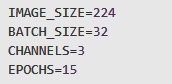 IMAGE_SIZE=224
BATCH_SIZE=32
CHANNELS=3
EPOCHS=15